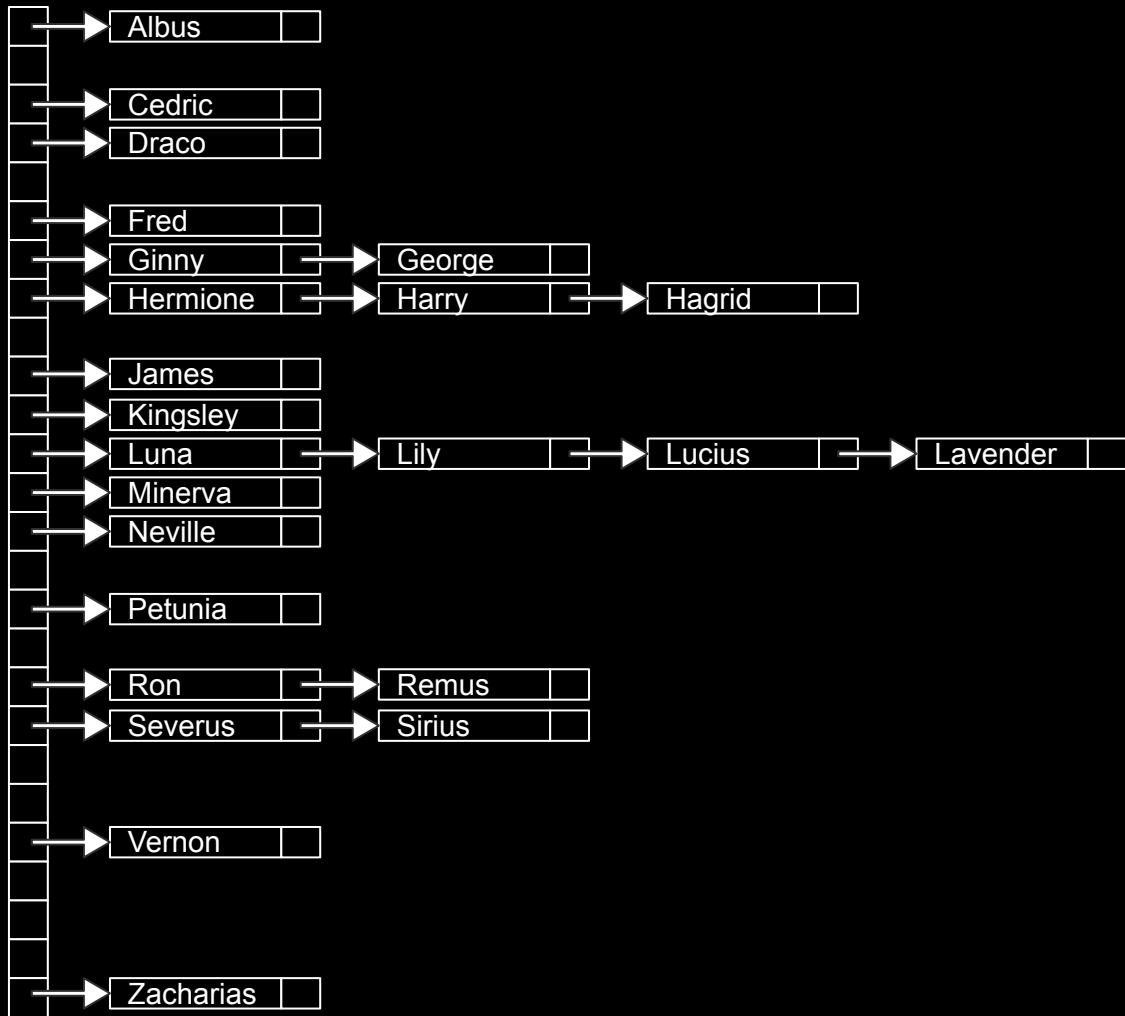 Albus
Cedric
Draco
Fred
Ginny George
Hermione Harry Hagrid
James
Kingsley
Luna Lily Lucius Lavender
Minerva
Neville
Petunia
Ron Remus
Severus Sirius
Vernon
Zacharias